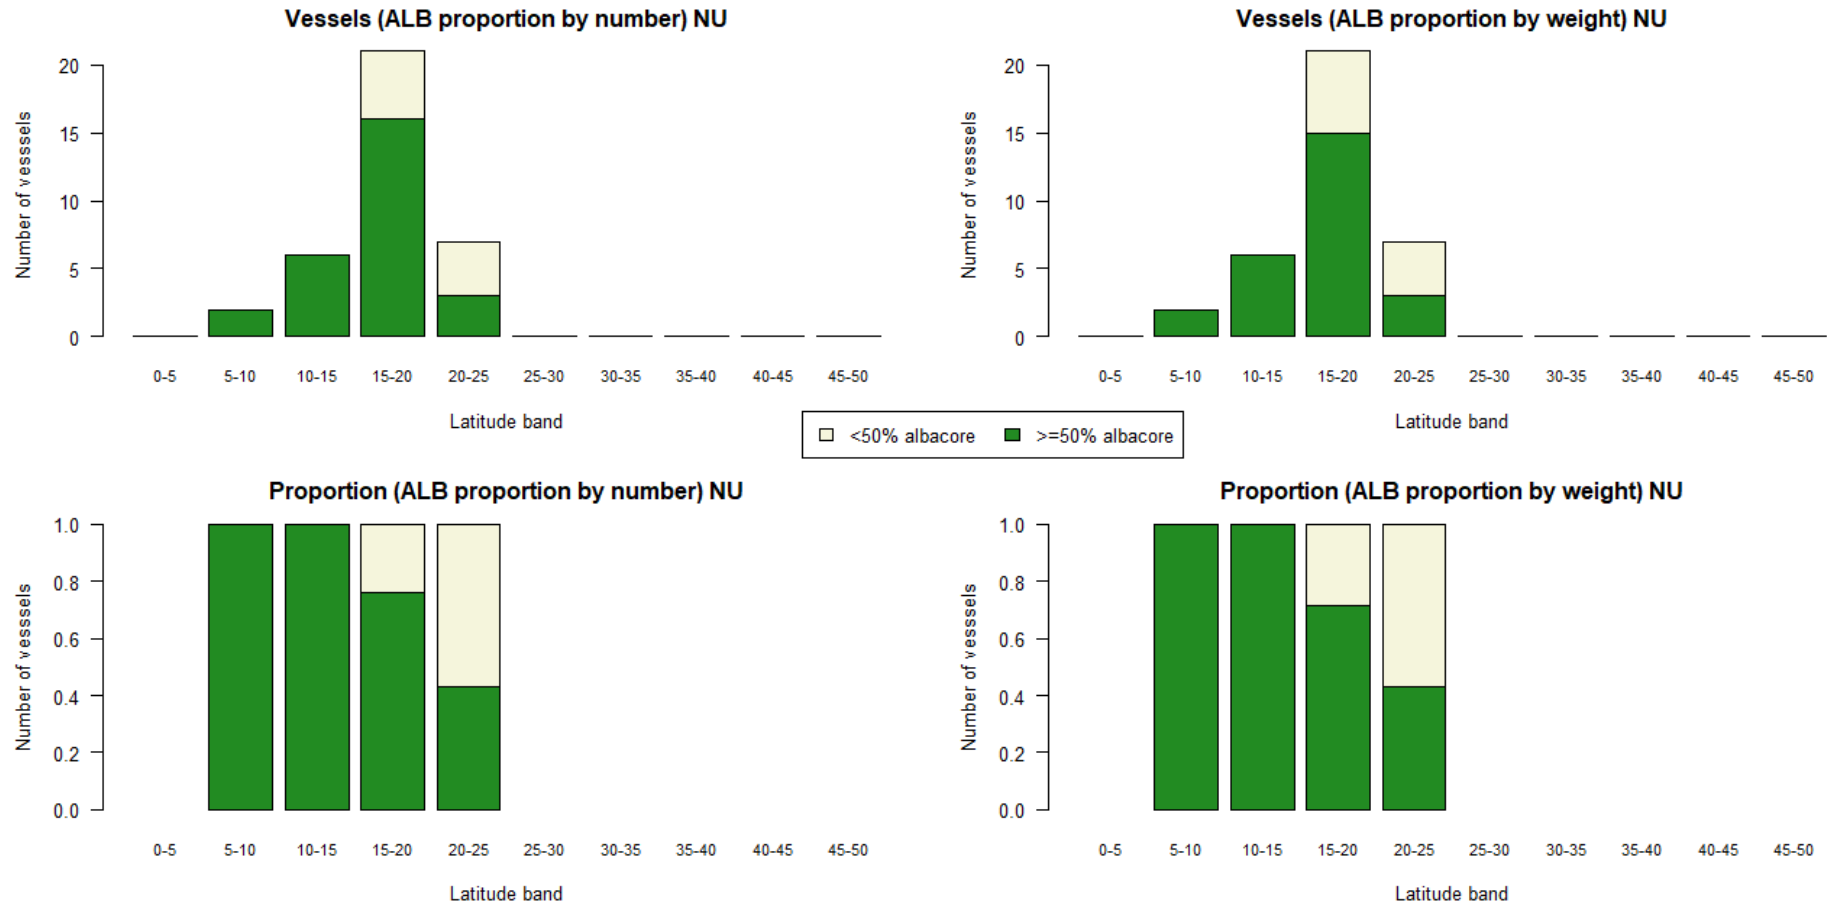 Vessels (ALB proportion by number) NU
Number of vesssels
20
15
10
5
0
0-5 5-10 10-15 15-20 20-25 25-30 30-35 35-40 40-45 45-50
Latitude band
Vessels (ALB proportion by weight) NU
Number of vesssels
20
15
10
5
0
0-5 5-10 10-15 15-20 20-25 25-30 30-35 35-40 40-45 45-50
Latitude band
<50% albacore >=50% albacore
Proportion (ALB proportion by number) NU
Number of vesssels
1.0
0.8
0.6
0.4
0.2
0.0
0-5 5-10 10-15 15-20 20-25 25-30 30-35 35-40 40-45 45-50
Latitude band
Proportion (ALB proportion by weight) NU
Number of vesssels
1.0
0.8
0.6
0.4
0.2
0.0
0-5 5-10 10-15 15-20 20-25 25-30 30-35 35-40 40-45 45-50
Latitude band